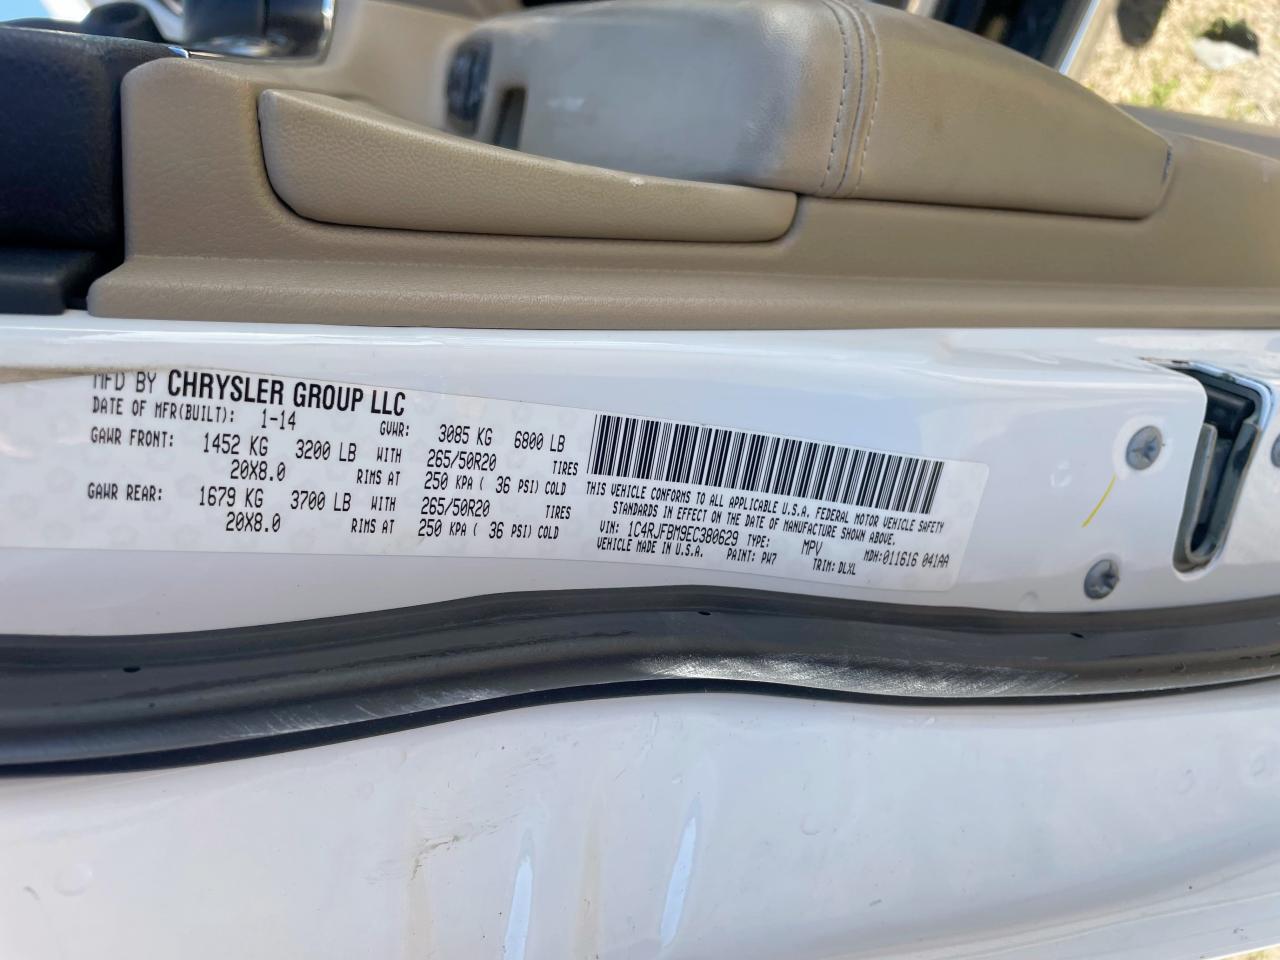 MFD BY CHRYSLER GROUP LLC
DATE OF MFR(BUILT): 1-14 GVWR: 3085 KG 6800 LB
GAWR FRONT: 1452 KG 3200 LB WITH 265/50R20 TIRES
20X8.0 RIMS AT 250 KPA ( 36 PSI) COLD
GAWR REAR: 1679 KG 3700 LB WITH 265/50R20 TIRES
20X8.0 RIMS AT 250 KPA ( 36 PSI) COLD
THIS VEHICLE CONFORMS TO ALL APPLICABLE U.S.A. FEDERAL MOTOR VEHICLE SAFETY
STANDARDS IN EFFECT ON THE DATE OF MANUFACTURE SHOWN ABOVE.
VIN: 1C4RJFBM9EC380629 TYPE: MPV MDH:011616 041AA
VEHICLE MADE IN U.S.A. PAINT: PW7 TRIM: DLXL